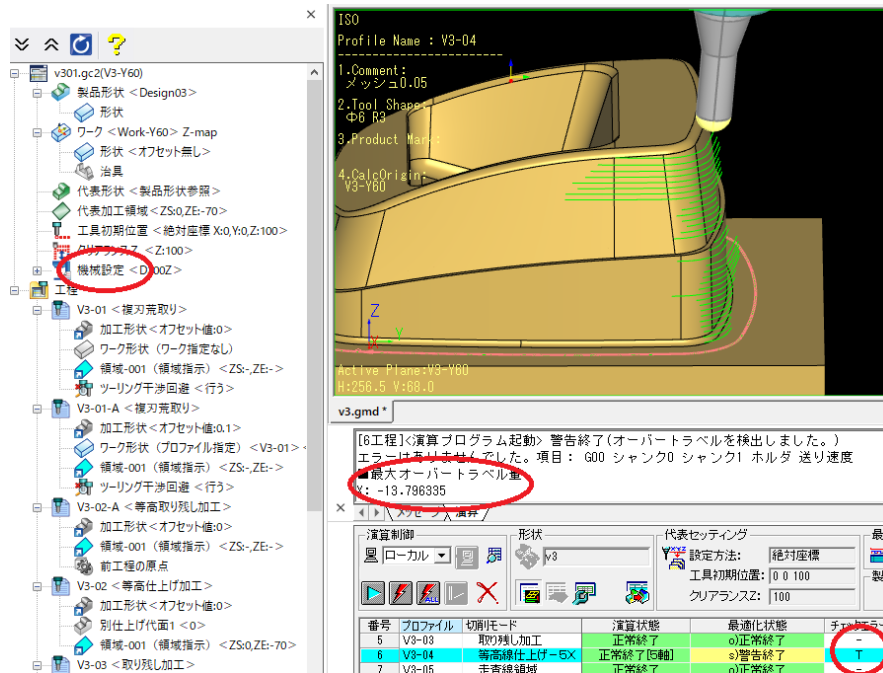 v301.gc2(V3-Y60)
製品形状 <Design03>
形状
ワーク <Work-Y60> Z-map
形状 <オフセット無し>
治具
代表形状 <製品形状参照>
代表加工領域 <ZS:0,ZE:-70>
工具初期位置 <絶対座標 X:0,Y:0,Z:100>
クリアランスZ <Z:100>
機械設定 <D200Z>
工程
V3-01 <複刃荒取り>
加工形状<オフセット値:0>
ワーク形状 (ワーク指定なし)
領域-001 (領域指示) <ZS:-,ZE:->
ツーリング干渉回避 <行う>
V3-01-A <複刃荒取り>
加工形状<オフセット値:0.1>
ワーク形状 (プロファイル指定) <V3-01>
領域-001 (領域指示) <ZS:-,ZE:->
ツーリング干渉回避 <行う>
V3-02-A <等高取り残し加工>
加工形状<オフセット値:0>
領域-001 (領域指示) <ZS:-,ZE:->
前工程の原点
V3-02 <等高仕上げ加工>
加工形状<オフセット値:0>
別仕上げ代面1 <0>
領域-001 (領域指示) <ZS:0,ZE:-70>
V3-03 <取り残し加工>
ISO
Profile Name : V3-04
1.Comment:
メッシュ0.05
2.Tool Shape:
Φ6 R3
3.Product Mark:
4.CalcOrigin:
V3-Y60
Z
Y
X
Active Plane:V3-Y60
H:256.5 V:68.0
v3.gmd *
[6工程]<演算プログラム起動> 警告終了(オーバートラベルを検出しました。)
エラーはありませんでした。項目: G00 シャンク0 シャンク1 ホルダ 送り速度
■最大オーバートラベル量
Y: -13.796335
メッセージ 演算
演算制御
ローカル
形状
v3
代表セッティング
設定方法: 絶対座標
工具初期位置: 0 0 100
クリアランスZ: 100
最
製
番号 プロファイル 切削モード 演算状態 最適化状態 チェックエラー
5 V3-03 取り残し加工 正常終了 o)正常終了 -
6 V3-04 等高線仕上げ-5X 正常終了[5軸] s)警告終了 T
7 V3-05 走査線領域 正常終了 o)正常終了 -